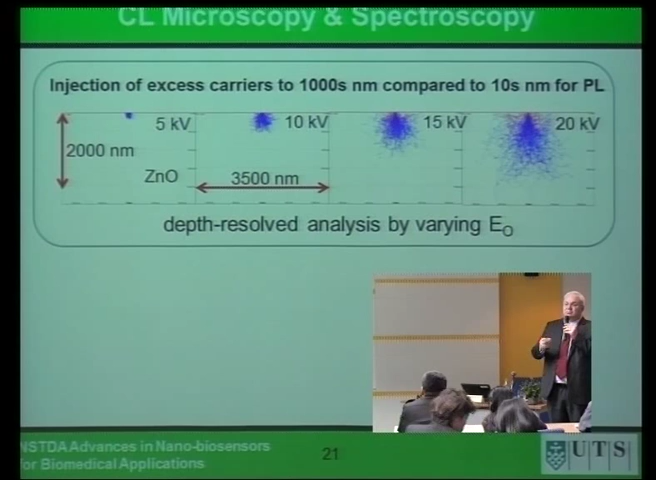 CL Microscopy & Spectroscopy
Injection of excess carriers to 1000s nm compared to 10s nm for PL
5 kV
10 kV
15 kV
20 kV
2000 nm
ZnO
3500 nm
depth-resolved analysis by varying E₀
NSTDA Advances in Nano-biosensors
for Biomedical Applications
21
UTS